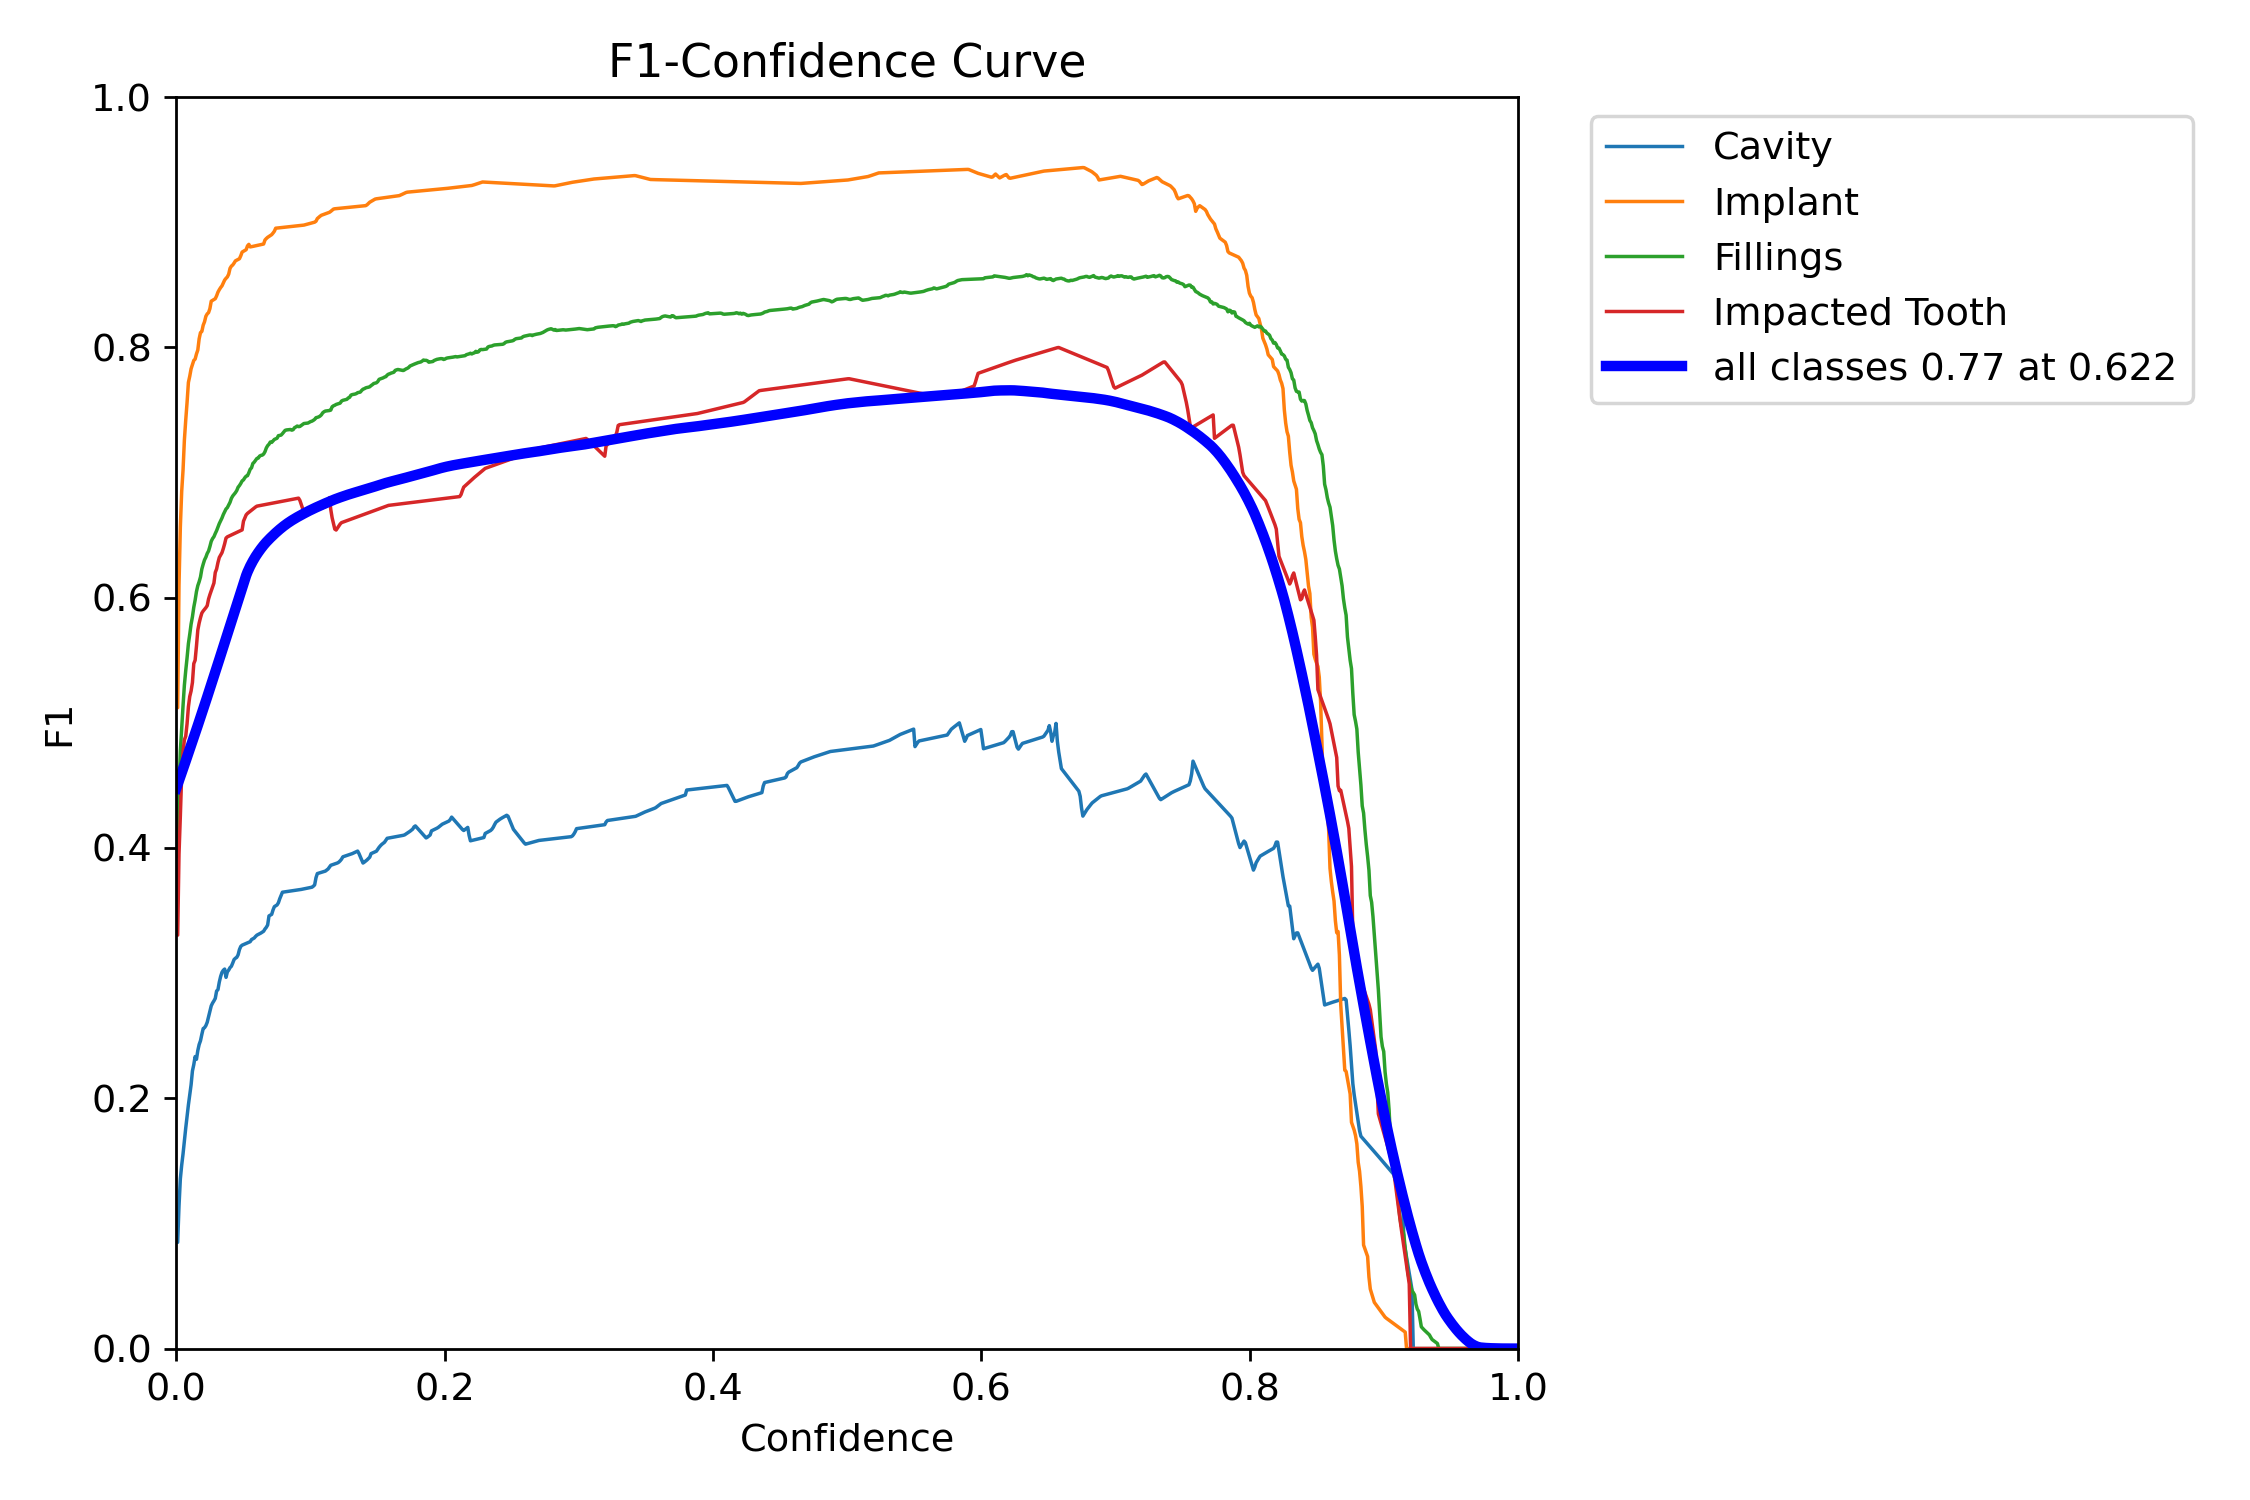 F1-Confidence Curve
1.0
0.8
0.6
0.4
0.2
0.0
F1
0.0 0.2 0.4 0.6 0.8 1.0
Confidence
Cavity
Implant
Fillings
Impacted Tooth
all classes 0.77 at 0.622